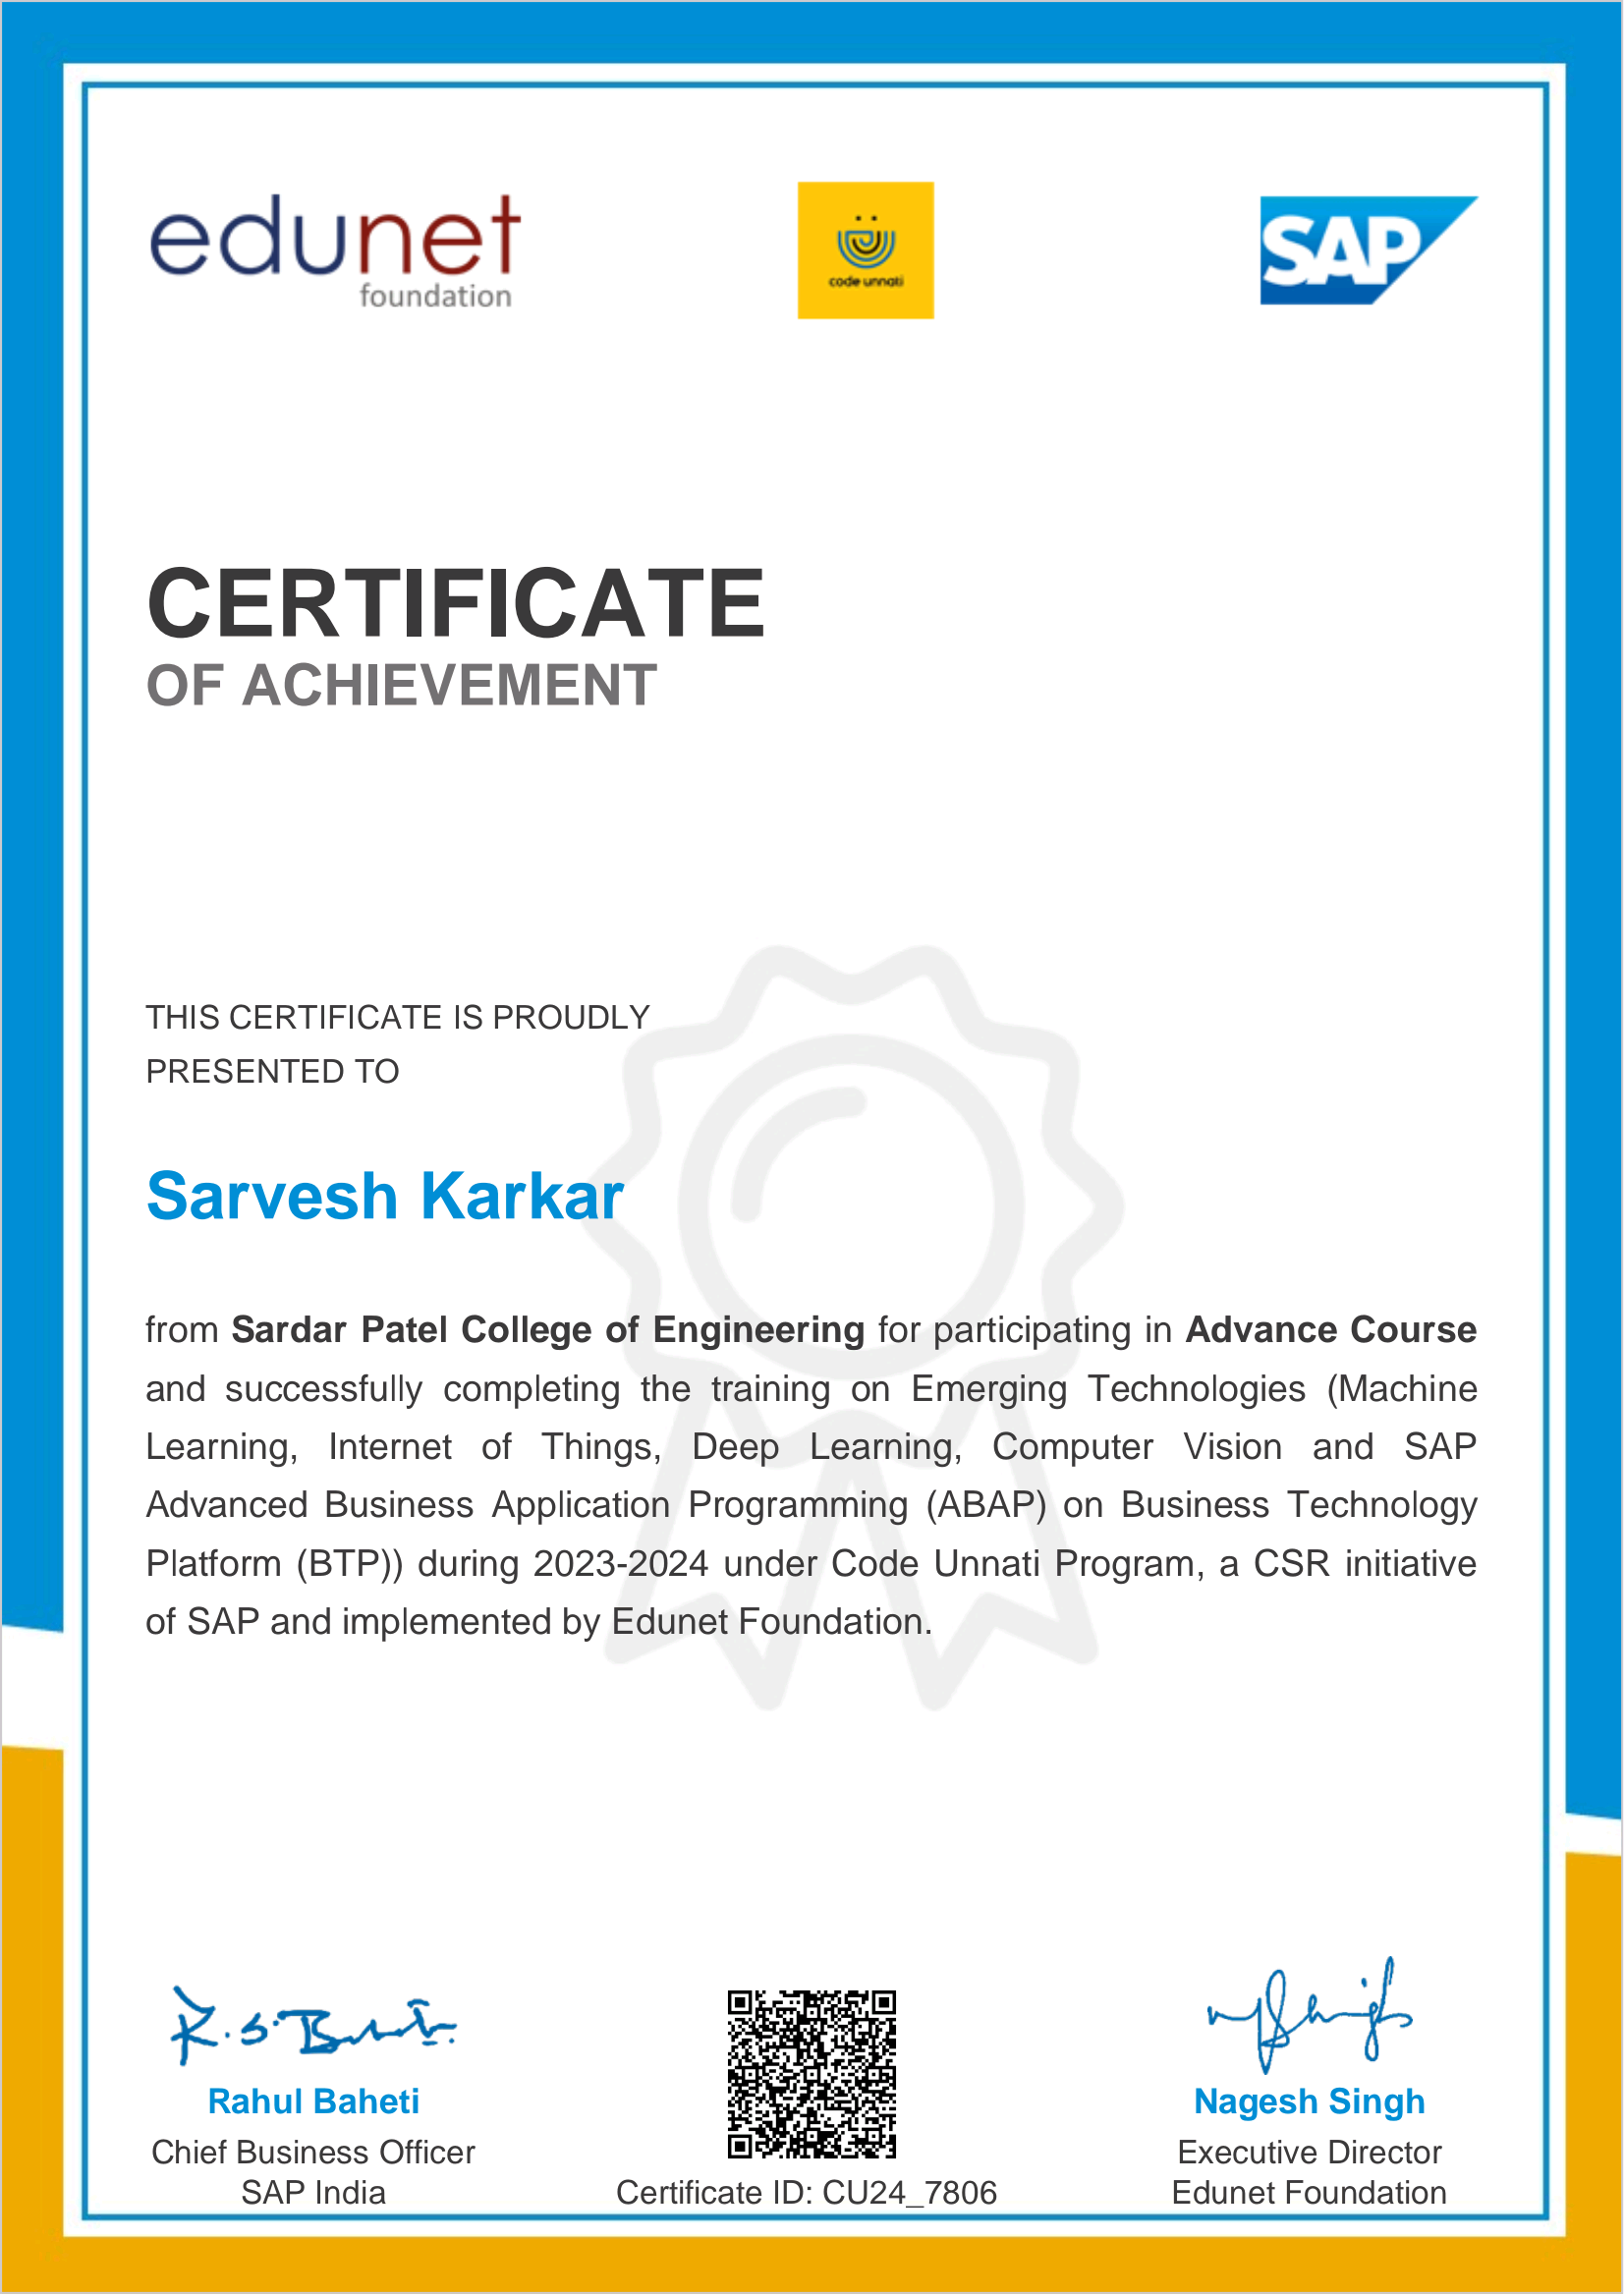 edunet
foundation
code unnati
SAP
CERTIFICATE
OF ACHIEVEMENT
THIS CERTIFICATE IS PROUDLY
PRESENTED TO
Sarvesh Karkar
from Sardar Patel College of Engineering for participating in Advance Course
and successfully completing the training on Emerging Technologies (Machine
Learning, Internet of Things, Deep Learning, Computer Vision and SAP
Advanced Business Application Programming (ABAP) on Business Technology
Platform (BTP)) during 2023-2024 under Code Unnati Program, a CSR initiative
of SAP and implemented by Edunet Foundation.
Rahul Baheti
Chief Business Officer
SAP India
Certificate ID: CU24_7806
Nagesh Singh
Executive Director
Edunet Foundation